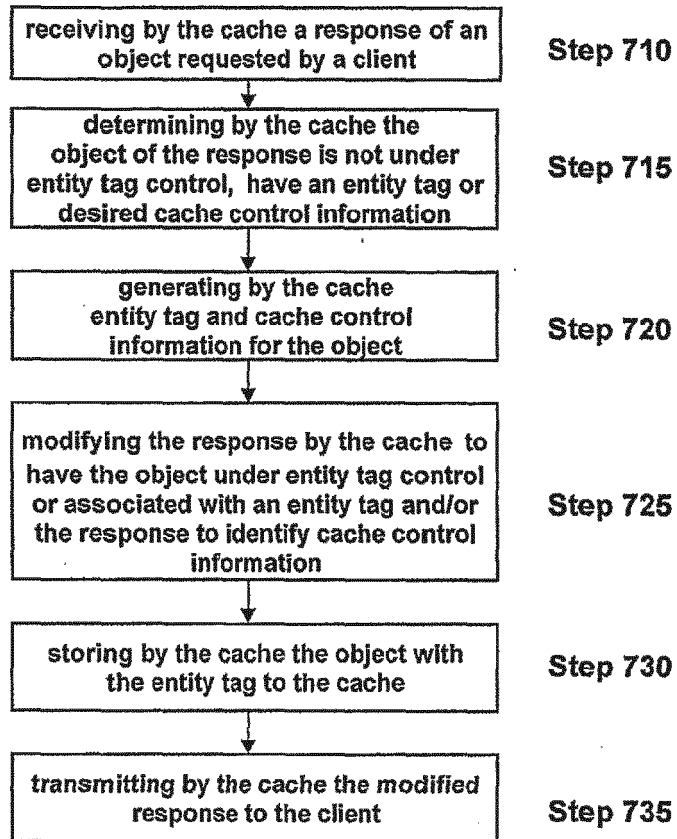 receiving by the cache a response of an
object requested by a client
Step 710
determining by the cache the
object of the response is not under
entity tag control, have an entity tag or
desired cache control information
Step 715
generating by the cache
entity tag and cache control
information for the object
Step 720
modifying the response by the cache to
have the object under entity tag control
or associated with an entity tag and/or
the response to identify cache control
information
Step 725
storing by the cache the object with
the entity tag to the cache
Step 730
transmitting by the cache the modified
response to the client
Step 735